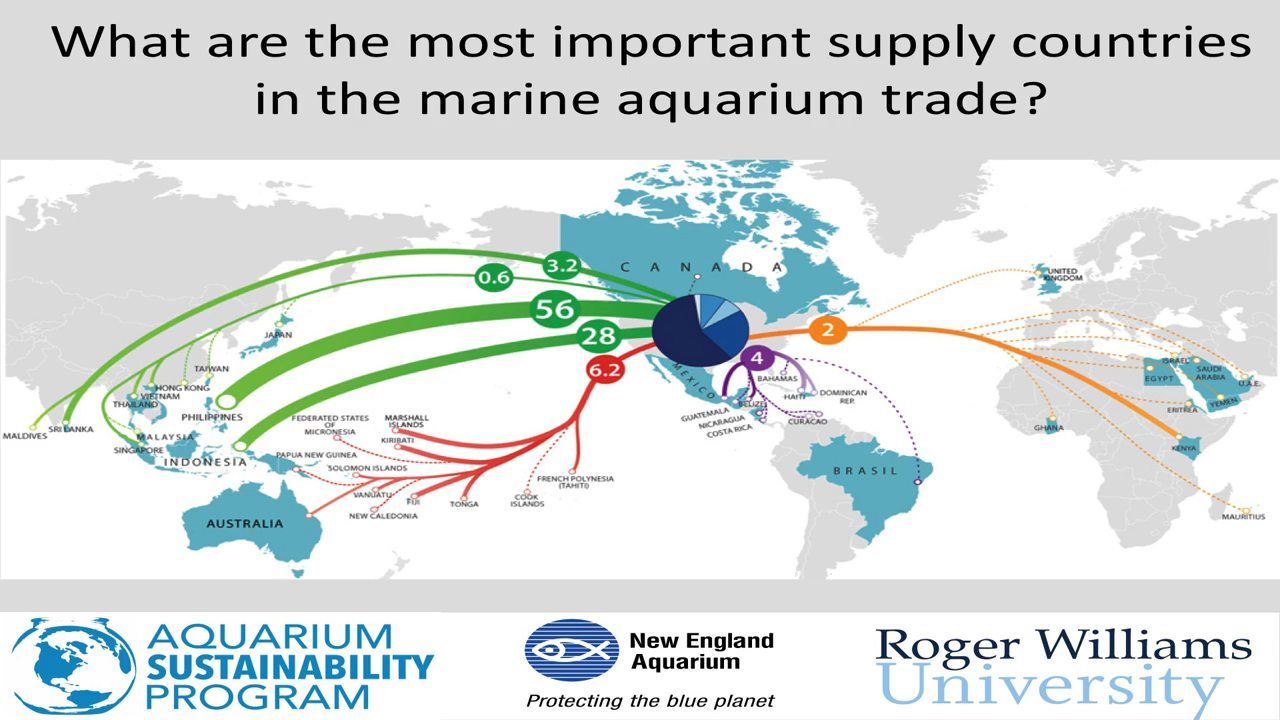 What are the most important supply countries
in the marine aquarium trade?
CANADA
3.2
0.6
56
28
6.2
2
4
UNITED
KINGDOM
JAPAN
TAIWAN
HONG KONG
VIETNAM
THAILAND
PHILIPPINES
MALDIVES
SRI LANKA
MALAYSIA
SINGAPORE
INDONESIA
FEDERATED STATES
OF
MICRONESIA
MARSHALL
ISLANDS
KIRIBATI
PAPUA NEW GUINEA
SOLOMON ISLANDS
VANUATU
FIJI
NEW CALEDONIA
TONGA
COOK
ISLANDS
FRENCH POLYNESIA
(TAHITI)
AUSTRALIA
MEXICO
BAHAMAS
HAITI
DOMINICAN
REP.
BELIZE
GUATEMALA
NICARAGUA
COSTA RICA
CURACAO
BRASIL
ISRAEL
EGYPT
SAUDI
ARABIA
U.A.E.
YEMEN
ERITREA
GHANA
KENYA
MAURITIUS
AQUARIUM
SUSTAINABILITY
PROGRAM
New England
Aquarium
Protecting the blue planet
Roger Williams
University